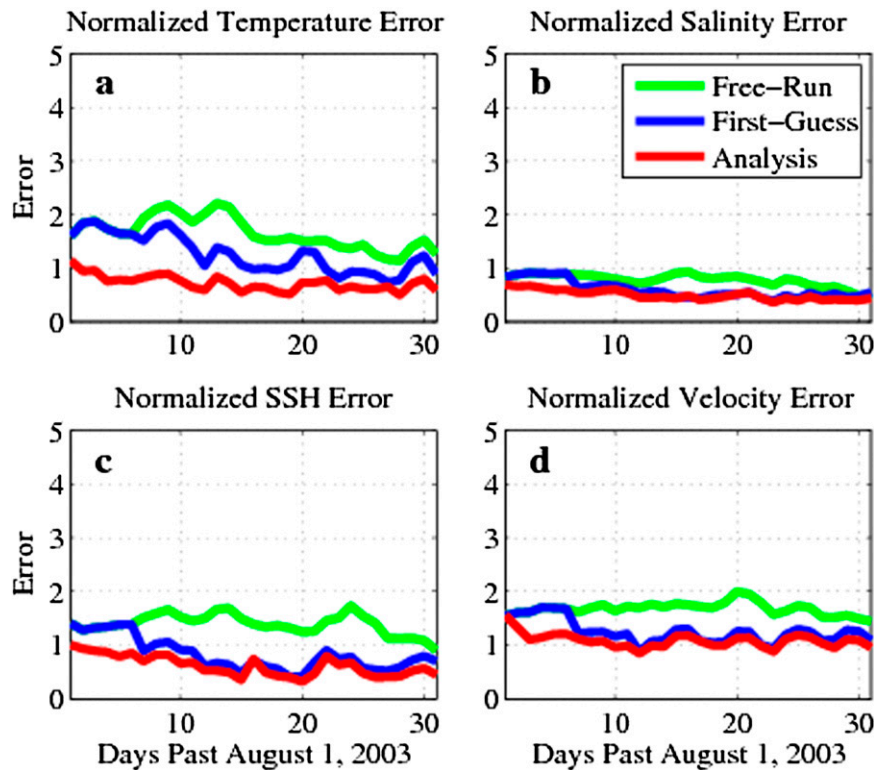 Normalized Temperature Error
Normalized Salinity Error
5
4
3
2
1
0
Error
a
10
20
30
5
4
3
2
1
0
b
Free-Run
First-Guess
Analysis
10
20
30
Normalized SSH Error
Normalized Velocity Error
5
4
3
2
1
0
Error
c
10
20
30
Days Past August 1, 2003
5
4
3
2
1
0
d
10
20
30
Days Past August 1, 2003